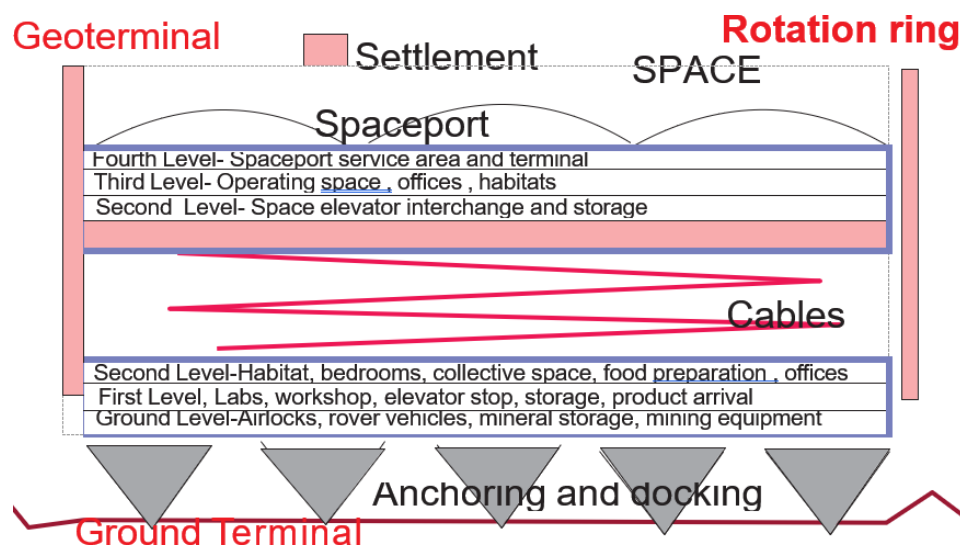 Geoterminal
Rotation ring
Settlement
SPACE
Spaceport
Fourth Level- Spaceport service area and terminal
Third Level- Operating space , offices , habitats
Second Level- Space elevator interchange and storage
Cables
Second Level-Habitat, bedrooms, collective space, food preparation , offices
First Level, Labs, workshop, elevator stop, storage, product arrival
Ground Level-Airlocks, rover vehicles, mineral storage, mining equipment
Anchoring and docking
Ground Terminal